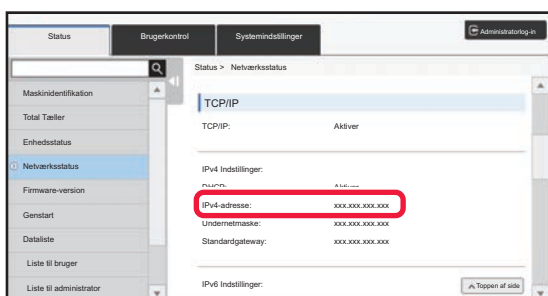 Status
Brugerkontrol
Systemindstillinger
Administratorlog-in
Status > Netværksstatus
Maskinidentifikation
Total Tæller
Enhedsstatus
Netværksstatus
Firmware-version
Genstart
Dataliste
Liste til bruger
Liste til administrator
TCP/IP
TCP/IP: Aktiver
IPv4 Indstillinger:
DHCP: Aktiver
IPv4-adresse: xxx.xxx.xxx.xxx
Undernetmaske: xxx.xxx.xxx.xxx
Standardgateway: xxx.xxx.xxx.xxx
IPv6 Indstillinger:
Toppen af side